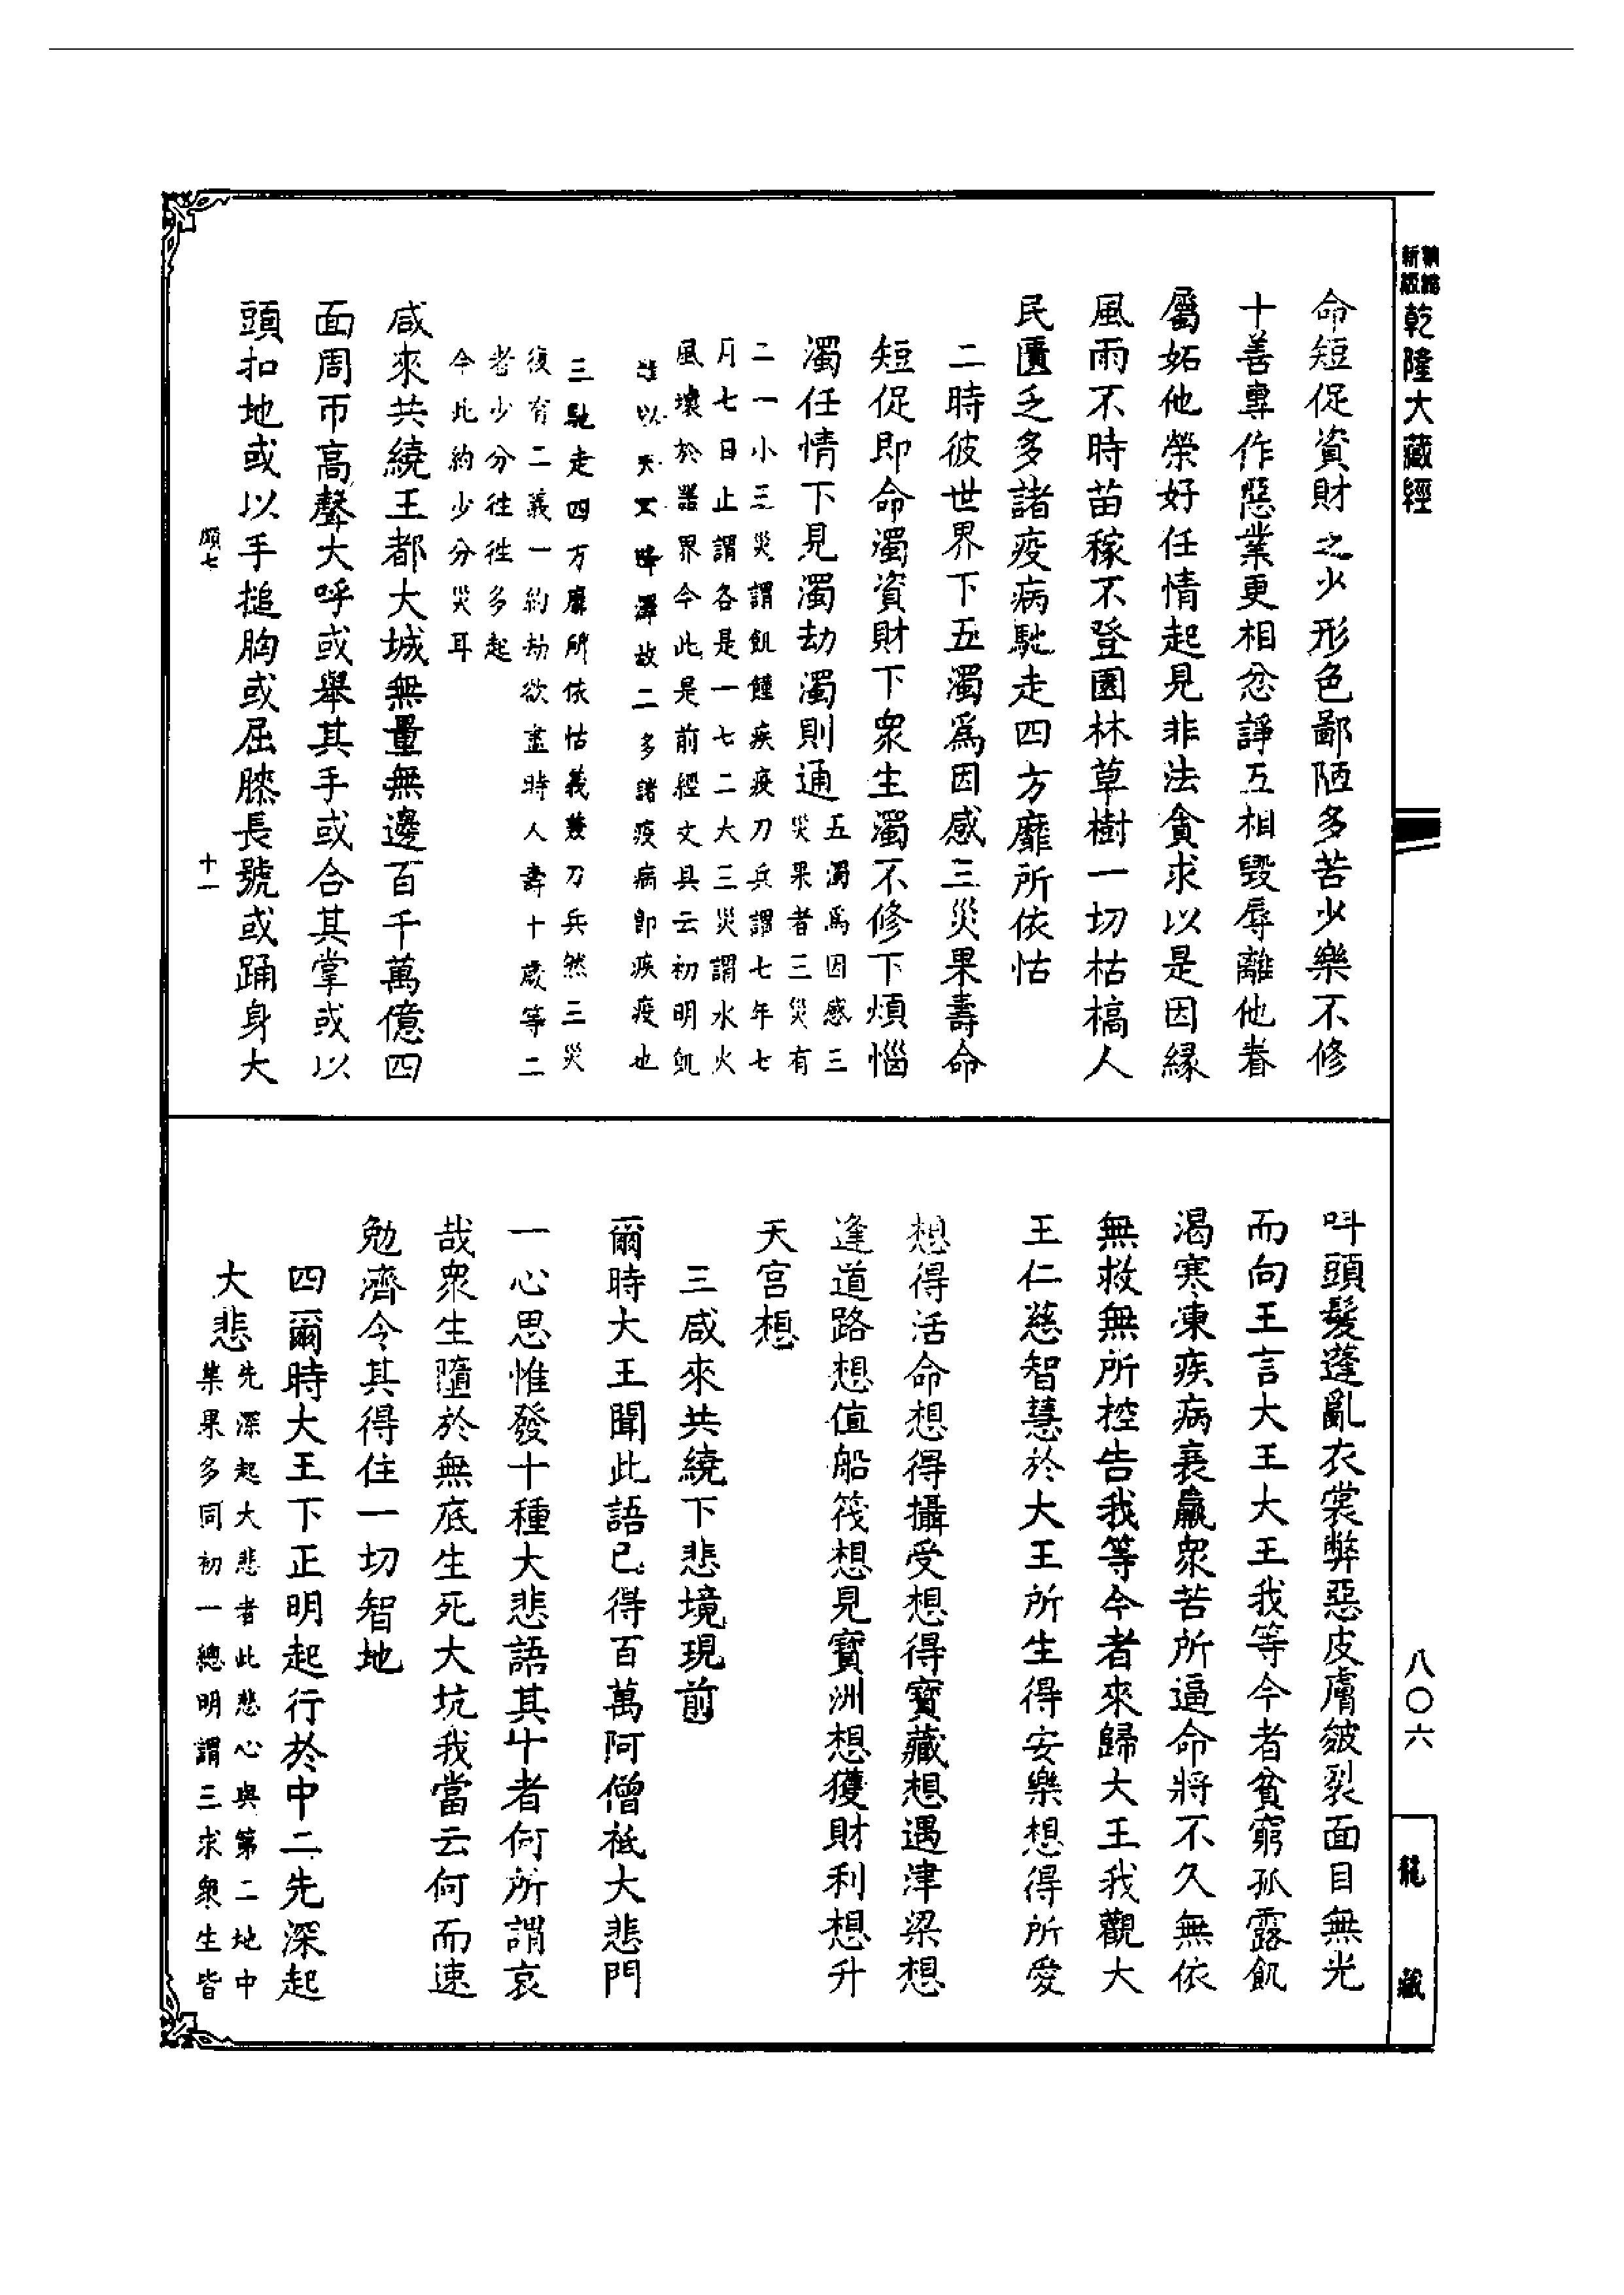 新編
新版
乾隆大藏經
命短促資財之少形色鄙陋多苦少樂不修
十善專作惡業更相忿諍互相毀辱離他眷
屬妬他榮好任情起見非法貪求以是因緣
風雨不時苗稼不登園林草樹一切枯槁人
民匱乏多諸疫病馳走四方靡所依怙
二時彼世界下五濁為因感三災果壽命
短促即命濁資財下眾生濁不修下煩惱
濁任情下見濁劫濁則通
五濁為因感三
災果者三災有
二一小三災謂飢饉疾疫刀兵謂七年七
月七日止謂各是一七二大三災謂水火
風壞於器界今此是前經文具云初明飢
饉以天不降澤故二多諸疫病即疾疫也
三馳走四方靡所依怙義兼刀兵然三災
復有二義一約劫欲盡時人壽十歲等二
者少分往往多起
今此約少分災耳
咸來共繞王都大城無量無邊百千萬億四
面周帀高聲大呼或舉其手或合其掌或以
頭扣地或以手搥胸或屈膝長號或踊身大
十一
叫頭髮蓬亂衣裳弊惡皮膚皴裂面目無光
而向王言大王大王我等今者貧窮孤露飢
渴寒凍疾病衰羸眾苦所逼命將不久無依
無救無所控告我等今者來歸大王我觀大
王仁慈智慧於大王所生得安樂想得所愛
想得活命想得攝受想得寶藏想遇津梁想
逢道路想值船筏想見寶洲想獲財利想升
天宮想
三咸來共繞下悲境現前
爾時大王聞此語已得百萬阿僧祇大悲門
一心思惟發十種大悲語其十者何所謂哀
哉眾生隨於無底生死大坑我當云何而速
勉濟令其得住一切智地
四爾時大王下正明起行於中二先深起
大悲
先深起大悲者此悲心與第二地中
集果多同初一總明謂三求眾生皆
八〇六
龍藏